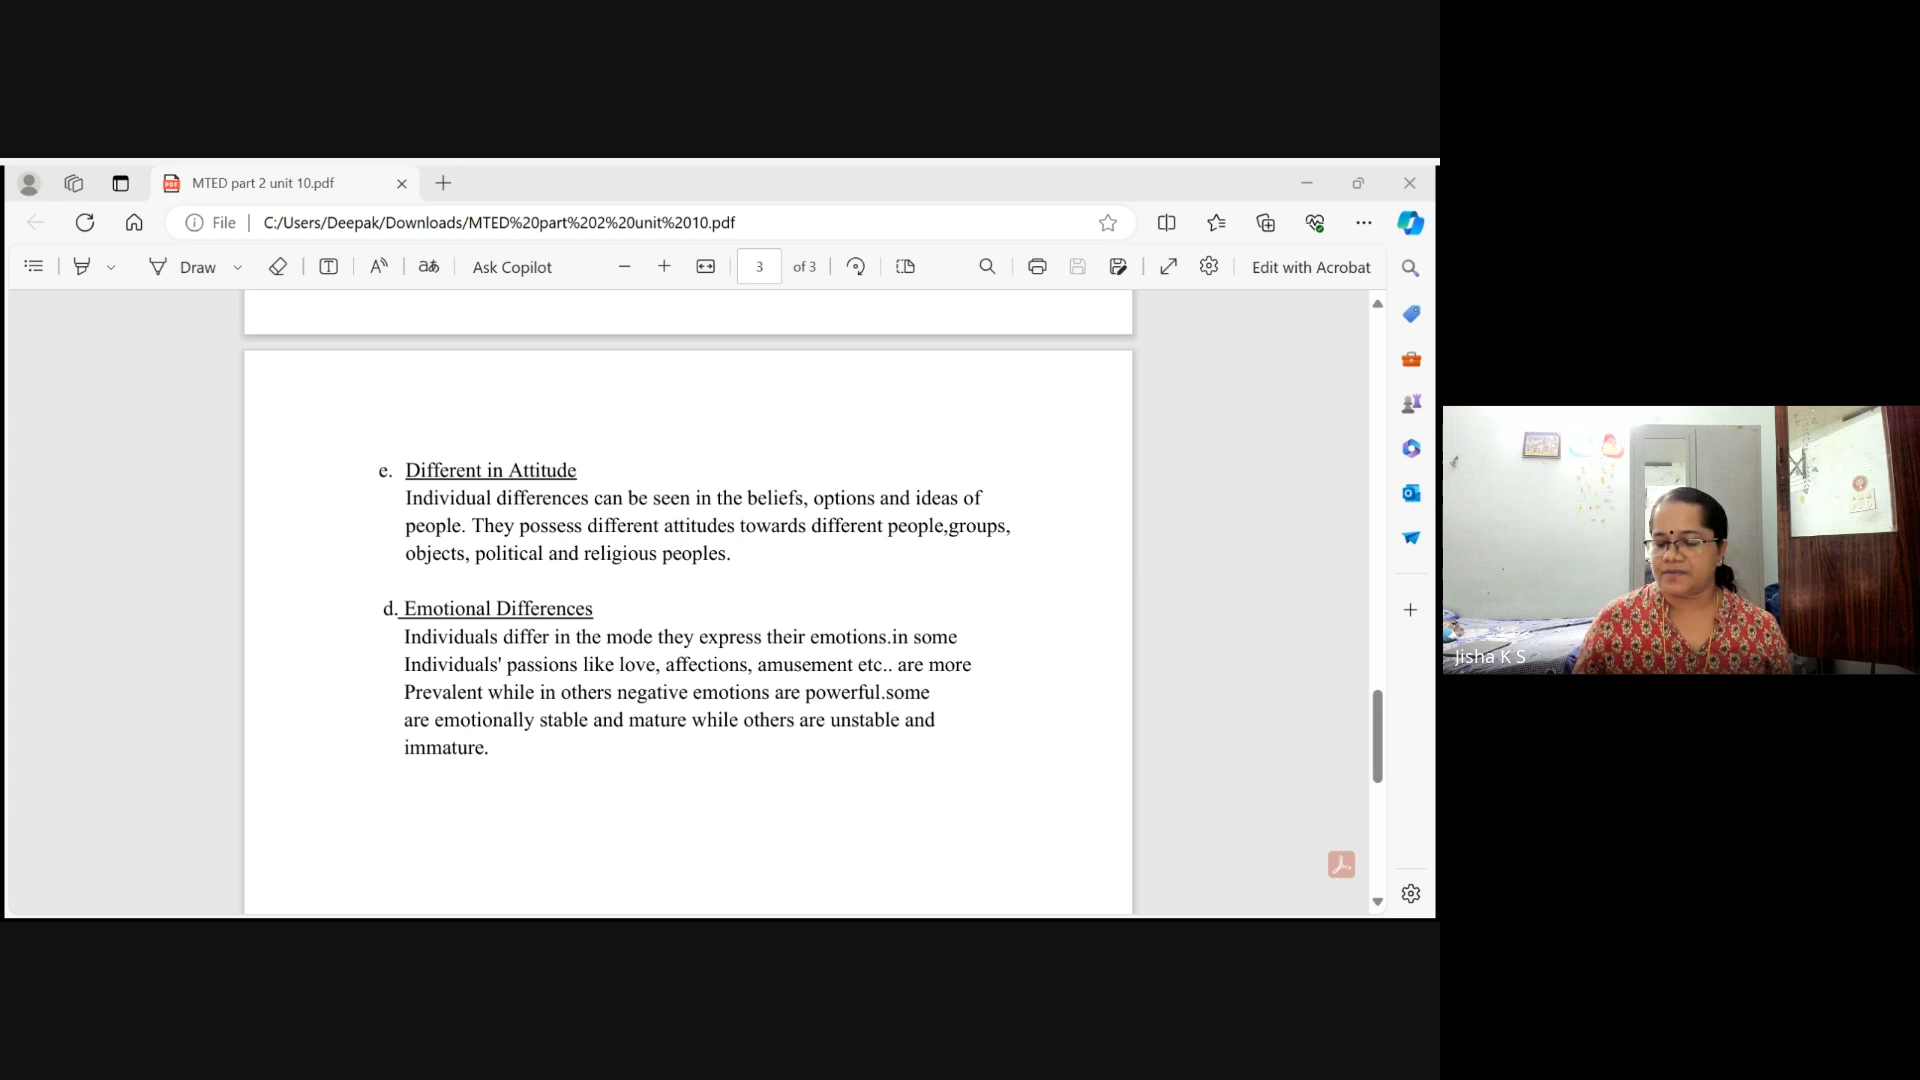 MTED part 2 unit 10.pdf
File
C:/Users/Deepak/Downloads/MTED%20part%202%20unit%2010.pdf
Draw
Ask Copilot
3
of 3
Edit with Acrobat
e. Different in Attitude
Individual differences can be seen in the beliefs, options and ideas of
people. They possess different attitudes towards different people,groups,
objects, political and religious peoples.
d. Emotional Differences
Individuals differ in the mode they express their emotions.in some
Individuals' passions like love, affections, amusement etc.. are more
Prevalent while in others negative emotions are powerful.some
are emotionally stable and mature while others are unstable and
immature.
Jisha K S